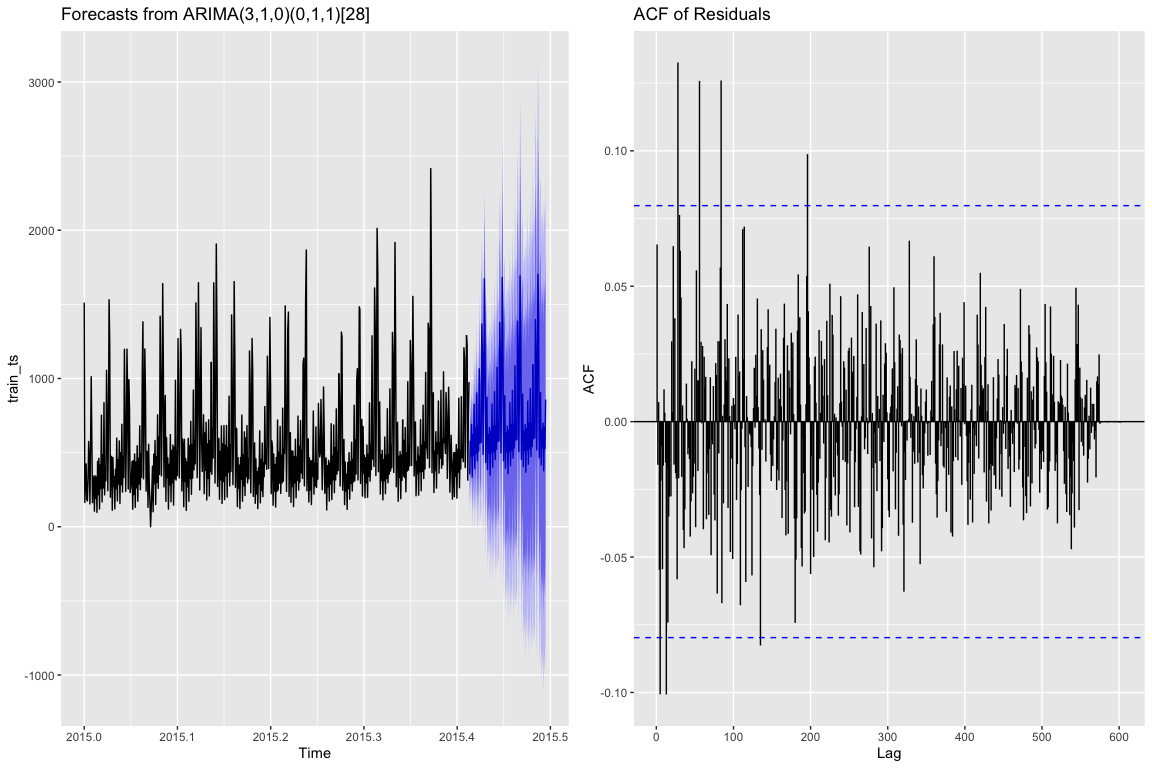 Forecasts from ARIMA(3,1,0)(0,1,1)[28]
train_ts
3000
2000
1000
0
-1000
2015.0 2015.1 2015.2 2015.3 2015.4 2015.5
Time
ACF of Residuals
ACF
0.10
0.05
0.00
-0.05
-0.10
0 100 200 300 400 500 600
Lag